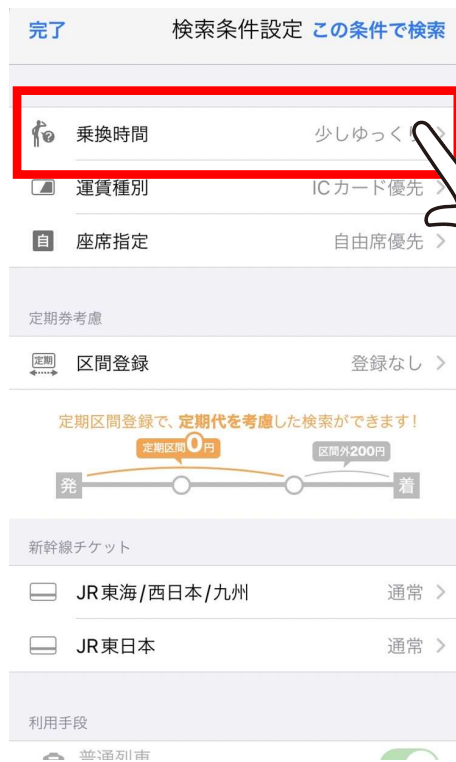 完了 検索条件設定 この条件で検索
乗換時間 少しゆっくり
運賃種別 ICカード優先
自 座席指定 自由席優先
定期券考慮
定期 区間登録 登録なし
定期区間登録で、定期代を考慮した検索ができます!
定期区間0円 区間外200円
発 着
新幹線チケット
JR東海/西日本/九州 通常
JR東日本 通常
利用手段
普通列車